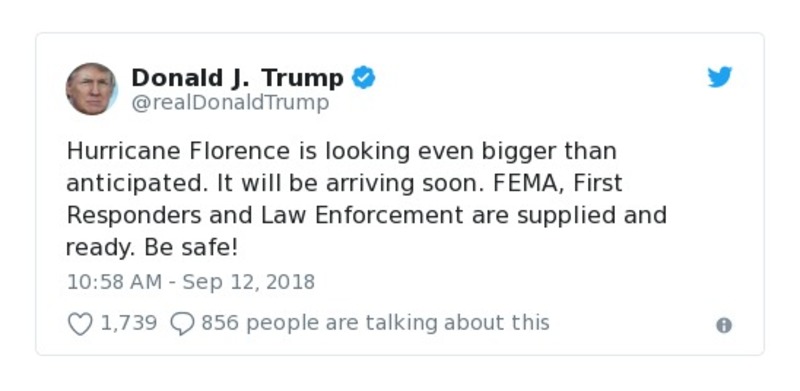 Donald J. Trump
@realDonaldTrump
Hurricane Florence is looking even bigger than
anticipated. It will be arriving soon. FEMA, First
Responders and Law Enforcement are supplied and
ready. Be safe!
10:58 AM - Sep 12, 2018
1,739 856 people are talking about this